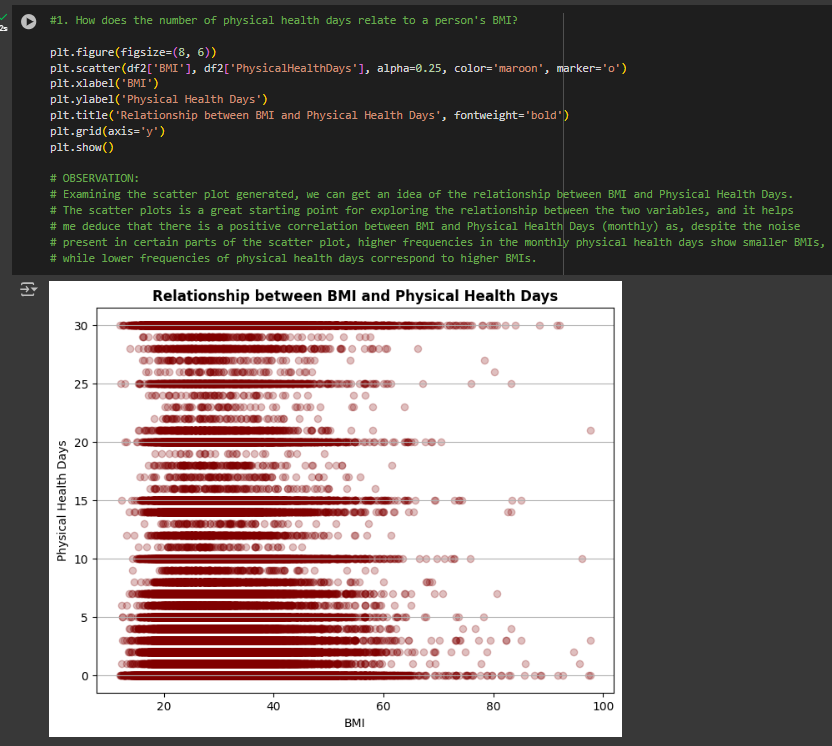 2s
#1. How does the number of physical health days relate to a person's BMI?
plt.figure(figsize=(8, 6))
plt.scatter(df2['BMI'], df2['PhysicalHealthDays'], alpha=0.25, color='maroon', marker='o')
plt.xlabel('BMI')
plt.ylabel('Physical Health Days')
plt.title('Relationship between BMI and Physical Health Days', fontweight='bold')
plt.grid(axis='y')
plt.show()
# OBSERVATION:
# Examining the scatter plot generated, we can get an idea of the relationship between BMI and Physical Health Days.
# The scatter plots is a great starting point for exploring the relationship between the two variables, and it helps
# me deduce that there is a positive correlation between BMI and Physical Health Days (monthly) as, despite the noise
# present in certain parts of the scatter plot, higher frequencies in the monthly physical health days show smaller BMIs,
# while lower frequencies of physical health days correspond to higher BMIs.
Relationship between BMI and Physical Health Days
30
25
20
15
10
5
0
Physical Health Days
20 40 60 80 100
BMI